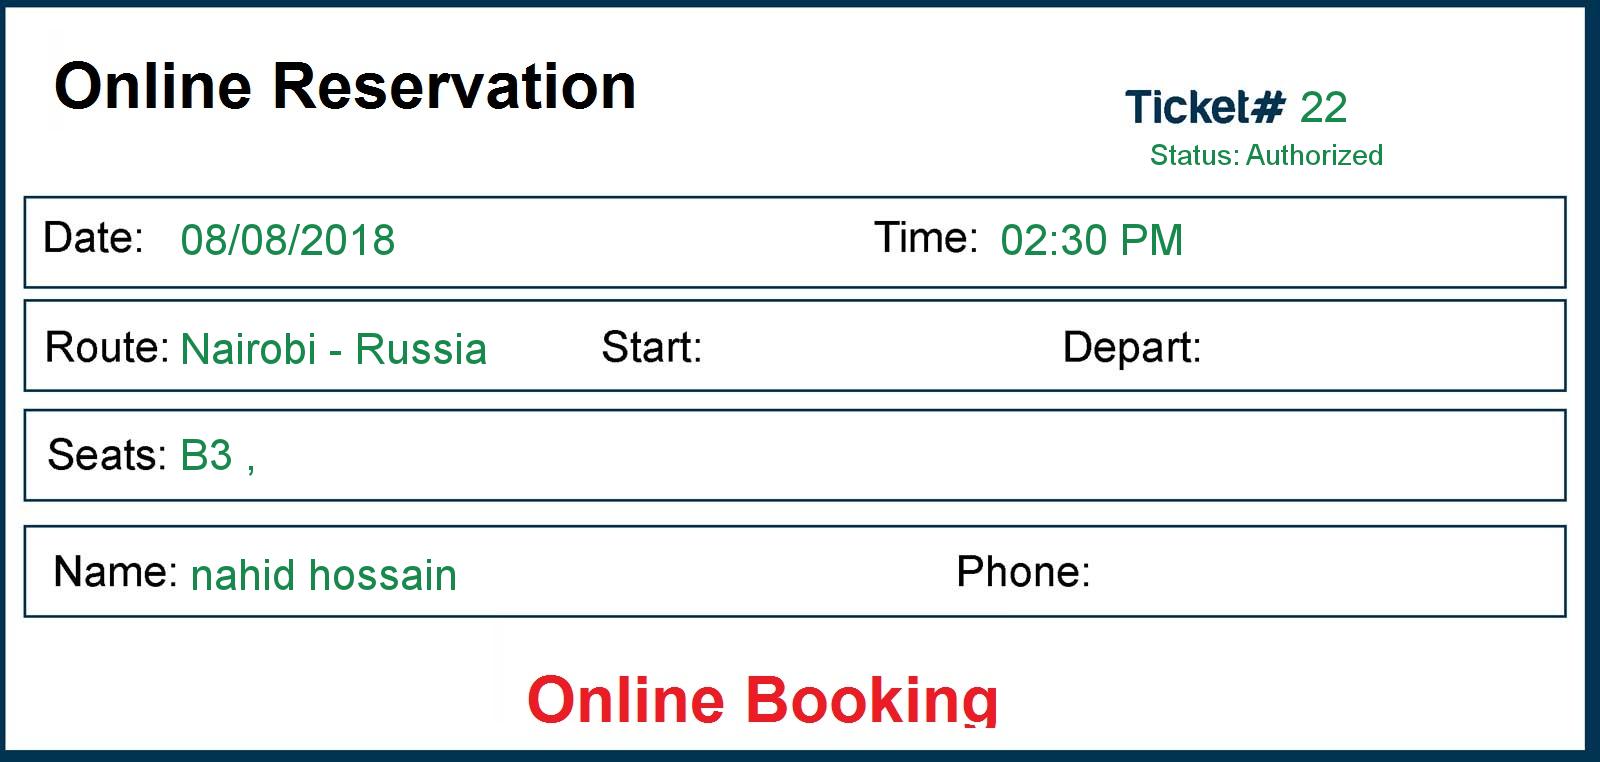 Online Reservation
Ticket# 22
Status: Authorized
Date: 08/08/2018 Time: 02:30 PM
Route: Nairobi - Russia Start: Depart:
Seats: B3 ,
Name: nahid hossain Phone:
Online Booking